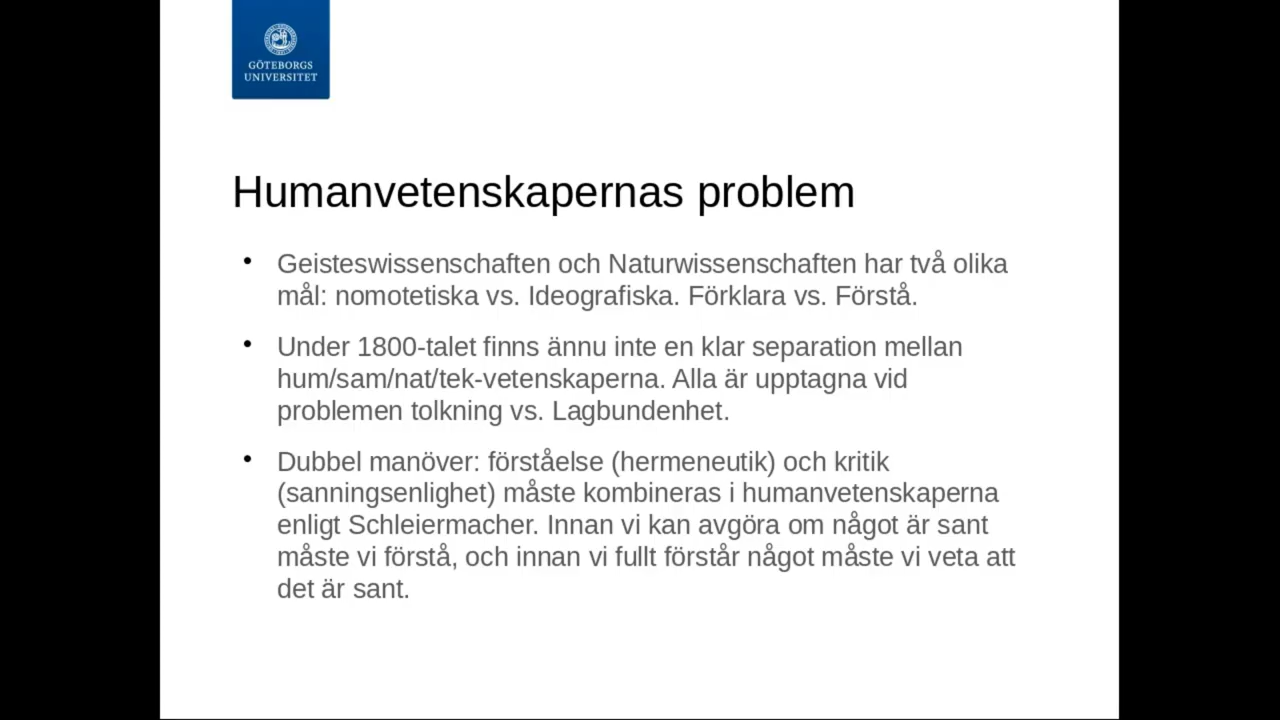 GÖTEBORGS
UNIVERSITET
Humanvetenskapernas problem
• Geisteswissenschaften och Naturwissenschaften har två olika
mål: nomotetiska vs. Ideografiska. Förklara vs. Förstå.
• Under 1800-talet finns ännu inte en klar separation mellan
hum/sam/nat/tek-vetenskaperna. Alla är upptagna vid
problemen tolkning vs. Lagbundenhet.
• Dubbel manöver: förståelse (hermeneutik) och kritik
(sanningsenlighet) måste kombineras i humanvetenskaperna
enligt Schleiermacher. Innan vi kan avgöra om något är sant
måste vi förstå, och innan vi fullt förstår något måste vi veta att
det är sant.